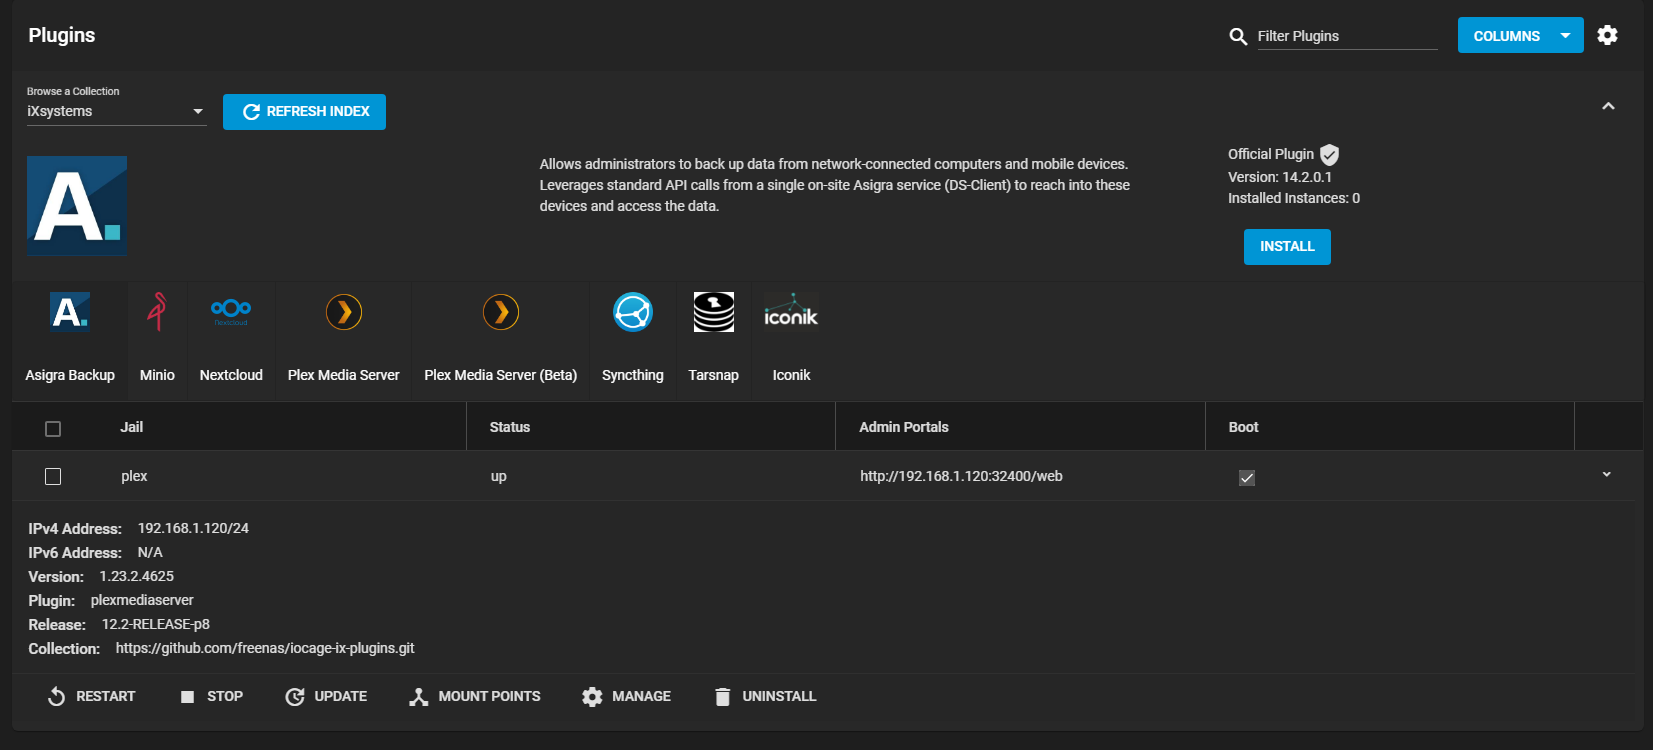 Plugins
Filter Plugins
COLUMNS
Browse a Collection
iXsystems
REFRESH INDEX
A.
Allows administrators to back up data from network-connected computers and mobile devices.
Leverages standard API calls from a single on-site Asigra service (DS-Client) to reach into these
devices and access the data.
Official Plugin
Version: 14.2.0.1
Installed Instances: 0
INSTALL
A.
Nextcloud
iconik
Asigra Backup
Minio
Nextcloud
Plex Media Server
Plex Media Server (Beta)
Syncthing
Tarsnap
Iconik
Jail
Status
Admin Portals
Boot
plex
up
http://192.168.1.120:32400/web
IPv4 Address: 192.168.1.120/24
IPv6 Address: N/A
Version: 1.23.2.4625
Plugin: plexmediaserver
Release: 12.2-RELEASE-p8
Collection: https://github.com/freenas/iocage-ix-plugins.git
RESTART
STOP
UPDATE
MOUNT POINTS
MANAGE
UNINSTALL